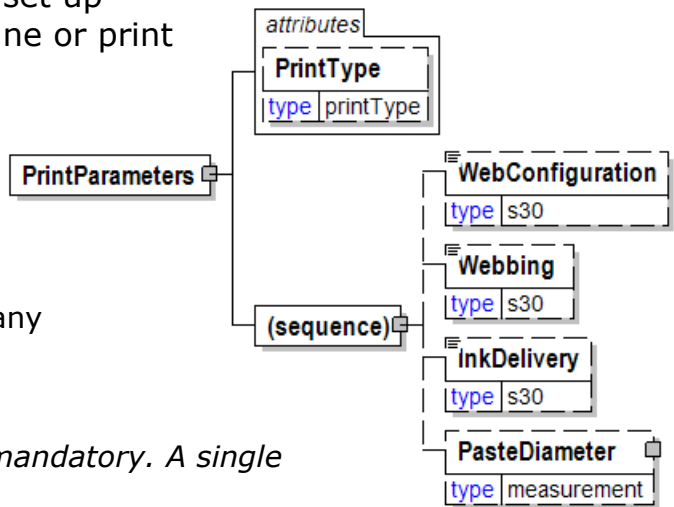 set up
ne or print
attributes
PrintType
type printType
PrintParameters
WebConfiguration
type s30
Webbing
type s30
any
(sequence)
InkDelivery
type s30
mandatory. A single
PasteDiameter
type measurement